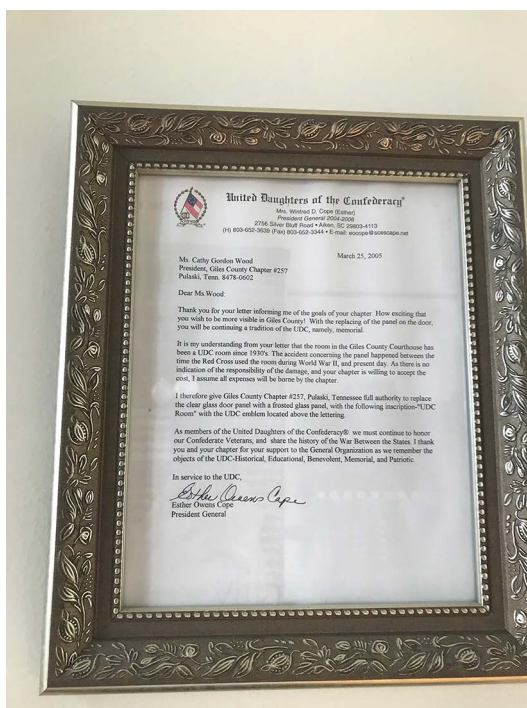 United Daughters of the Confederacy®
Mrs. Winfred D. Cope (Esther)
President General 2004-2006
2756 Silver Bluff Road • Aiken, SC 29803-4113
(H) 803-652-3639 (Fax) 803-652-3344 • E-mail:
March 25, 2005
Ms. Cathy Gordon Wood
President, Giles County Chapter #257
Pulaski, Tenn. 8478-0602
Dear Ms.Wood:
Thank you for your letter informing me of the goals of your chapter. How exciting that
you wish to be more visible in Giles County! With the replacing of the panel on the door,
you will be continuing a tradition of the UDC, namely, memorial.
It is my understanding from your letter that the room in the Giles County Courthouse has
been a UDC room since 1930's. The accident concerning the panel happened between the
time the Red Cross used the room during World War II, and present day. As there is no
indication of the responsibility of the damage, and your chapter is willing to accept the
cost, I assume all expenses will be borne by the chapter.
I therefore give Giles County Chapter #257, Pulaski, Tennessee full authority to replace
the clear glass door panel with a frosted glass panel, with the following inscription-"UDC
Room" with the UDC emblem located above the lettering.
As members of the United Daughters of the Confederacy® we must continue to honor
our Confederate Veterans, and share the history of the War Between the States. I thank
you and your chapter for your support to the General Organization as we remember the
objects of the UDC-Historical, Educational, Benevolent, Memorial, and Patriotic.
In service to the UDC,
Esther Owens Cope
Esther Owens Cope
President General